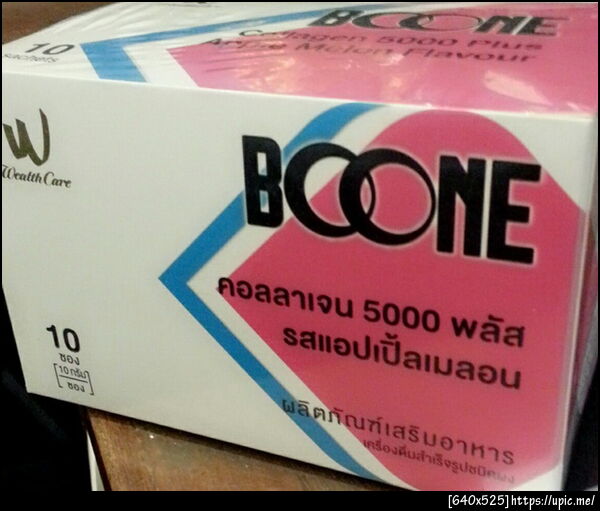 BOONE
Collagen 5000 Plus
Apple Melon Flavour
10
sachets
W
Wealth Care
BOONE
คอลลาเจน 5000 พลัส
รสแอปเปิ้ลเมลอน
10
ซอง
[10 กรัม/
ซอง]
ผลิตภัณฑ์เสริมอาหาร
เครื่องดื่มสำเร็จรูปชนิดผง
[640x525]https://upic.me/